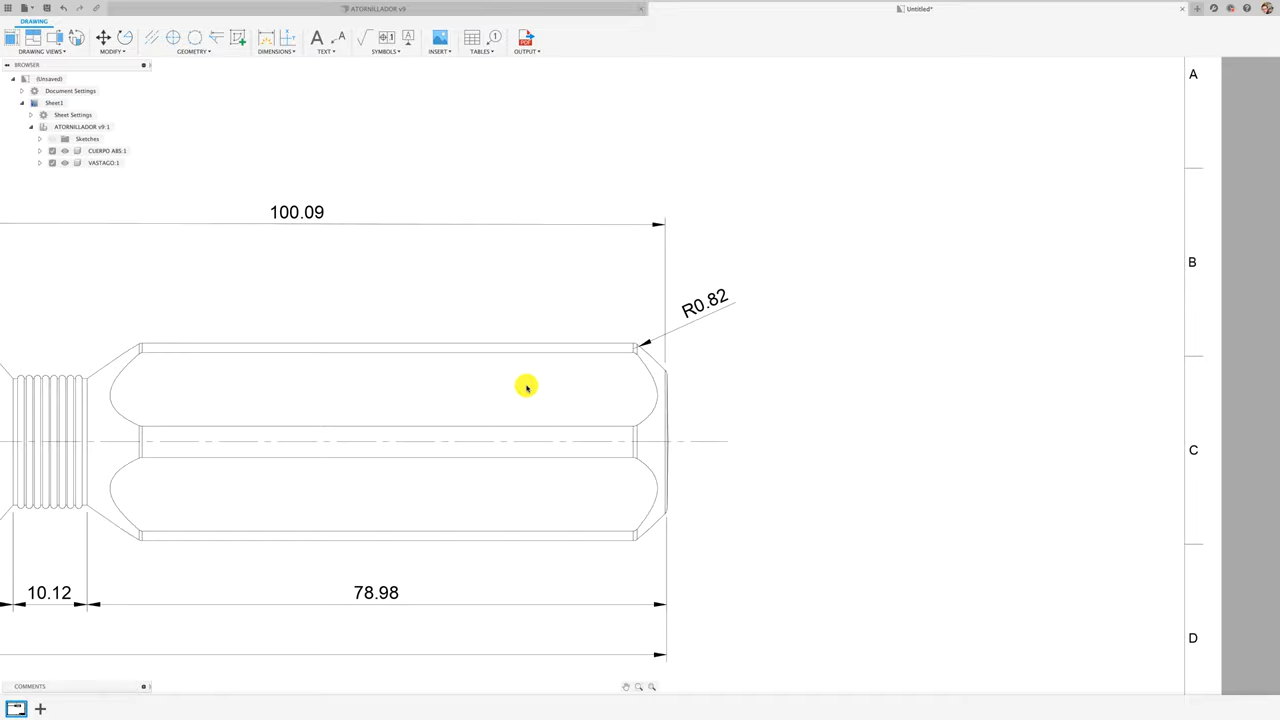 ATORNILLADOR v9
Untitled*
DRAWING
DRAWING VIEWS▾
MODIFY▾
GEOMETRY▾
DIMENSIONS▾
TEXT▾
SYMBOLS▾
INSERT▾
TABLES▾
OUTPUT▾
BROWSER
(Unsaved)
Document Settings
Sheet1
Sheet Settings
ATORNILLADOR v9:1
Sketches
CUERPO ABS:1
VASTAGO:1
A
100.09
B
R0.82
C
10.12
78.98
D
COMMENTS